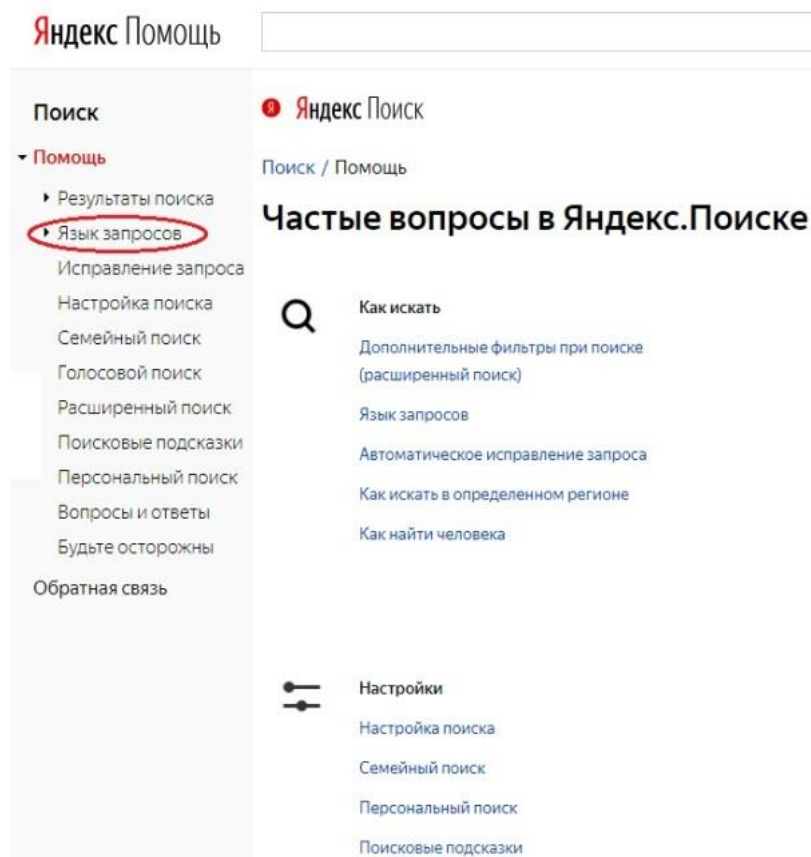 Яндекс Помощь
Поиск
Помощь
Результаты поиска
Язык запросов
Исправление запроса
Настройка поиска
Семейный поиск
Голосовой поиск
Расширенный поиск
Поисковые подсказки
Персональный поиск
Вопросы и ответы
Будьте осторожны
Обратная связь
Я Яндекс Поиск
Поиск / Помощь
Частые вопросы в Яндекс.Поиске
Как искать
Дополнительные фильтры при поиске
(расширенный поиск)
Язык запросов
Автоматическое исправление запроса
Как искать в определенном регионе
Как найти человека
Настройки
Настройка поиска
Семейный поиск
Персональный поиск
Поисковые подсказки